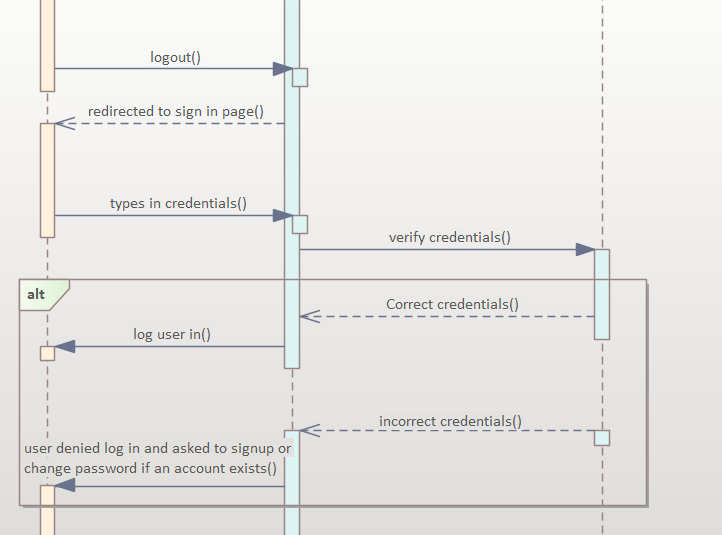 logout()
redirected to sign in page()
types in credentials()
verify credentials()
alt
Correct credentials()
log user in()
incorrect credentials()
user denied log in and asked to signup or
change password if an account exists()